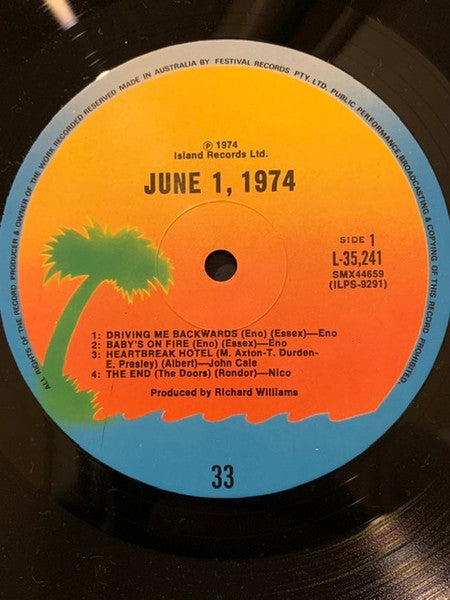 ALL RIGHTS OF THE RECORD PRODUCER & OWNER OF THE WORK RECORDED RESERVED MADE IN AUSTRALIA BY FESTIVAL RECORDS PTY. LTD. PUBLIC PERFORMANCE, BROADCASTING & COPYING OF THIS RECORD PROHIBITED.
℗ 1974
Island Records Ltd.
JUNE 1, 1974
SIDE 1
L-35,241
SMX44659
(ILPS-9291)
1: DRIVING ME BACKWARDS (Eno) (Essex)—Eno
2: BABY'S ON FIRE (Eno) (Essex)—Eno
3: HEARTBREAK HOTEL (M. Axton-T. Durden-
E. Presley) (Albert)—John Cale
4: THE END (The Doors) (Rondor)—Nico
Produced by Richard Williams
33